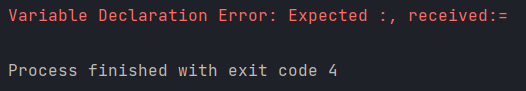 Variable Declaration Error: Expected :, received:=
Process finished with exit code 4